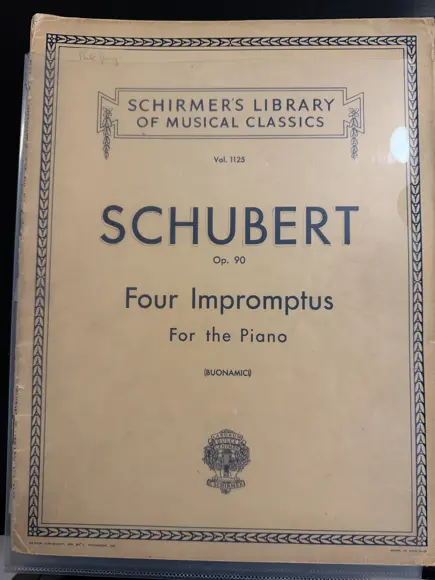 SCHIRMER'S LIBRARY
OF MUSICAL CLASSICS
Vol. 1125
SCHUBERT
Op. 90
Four Impromptus
For the Piano
(BUONAMICI)